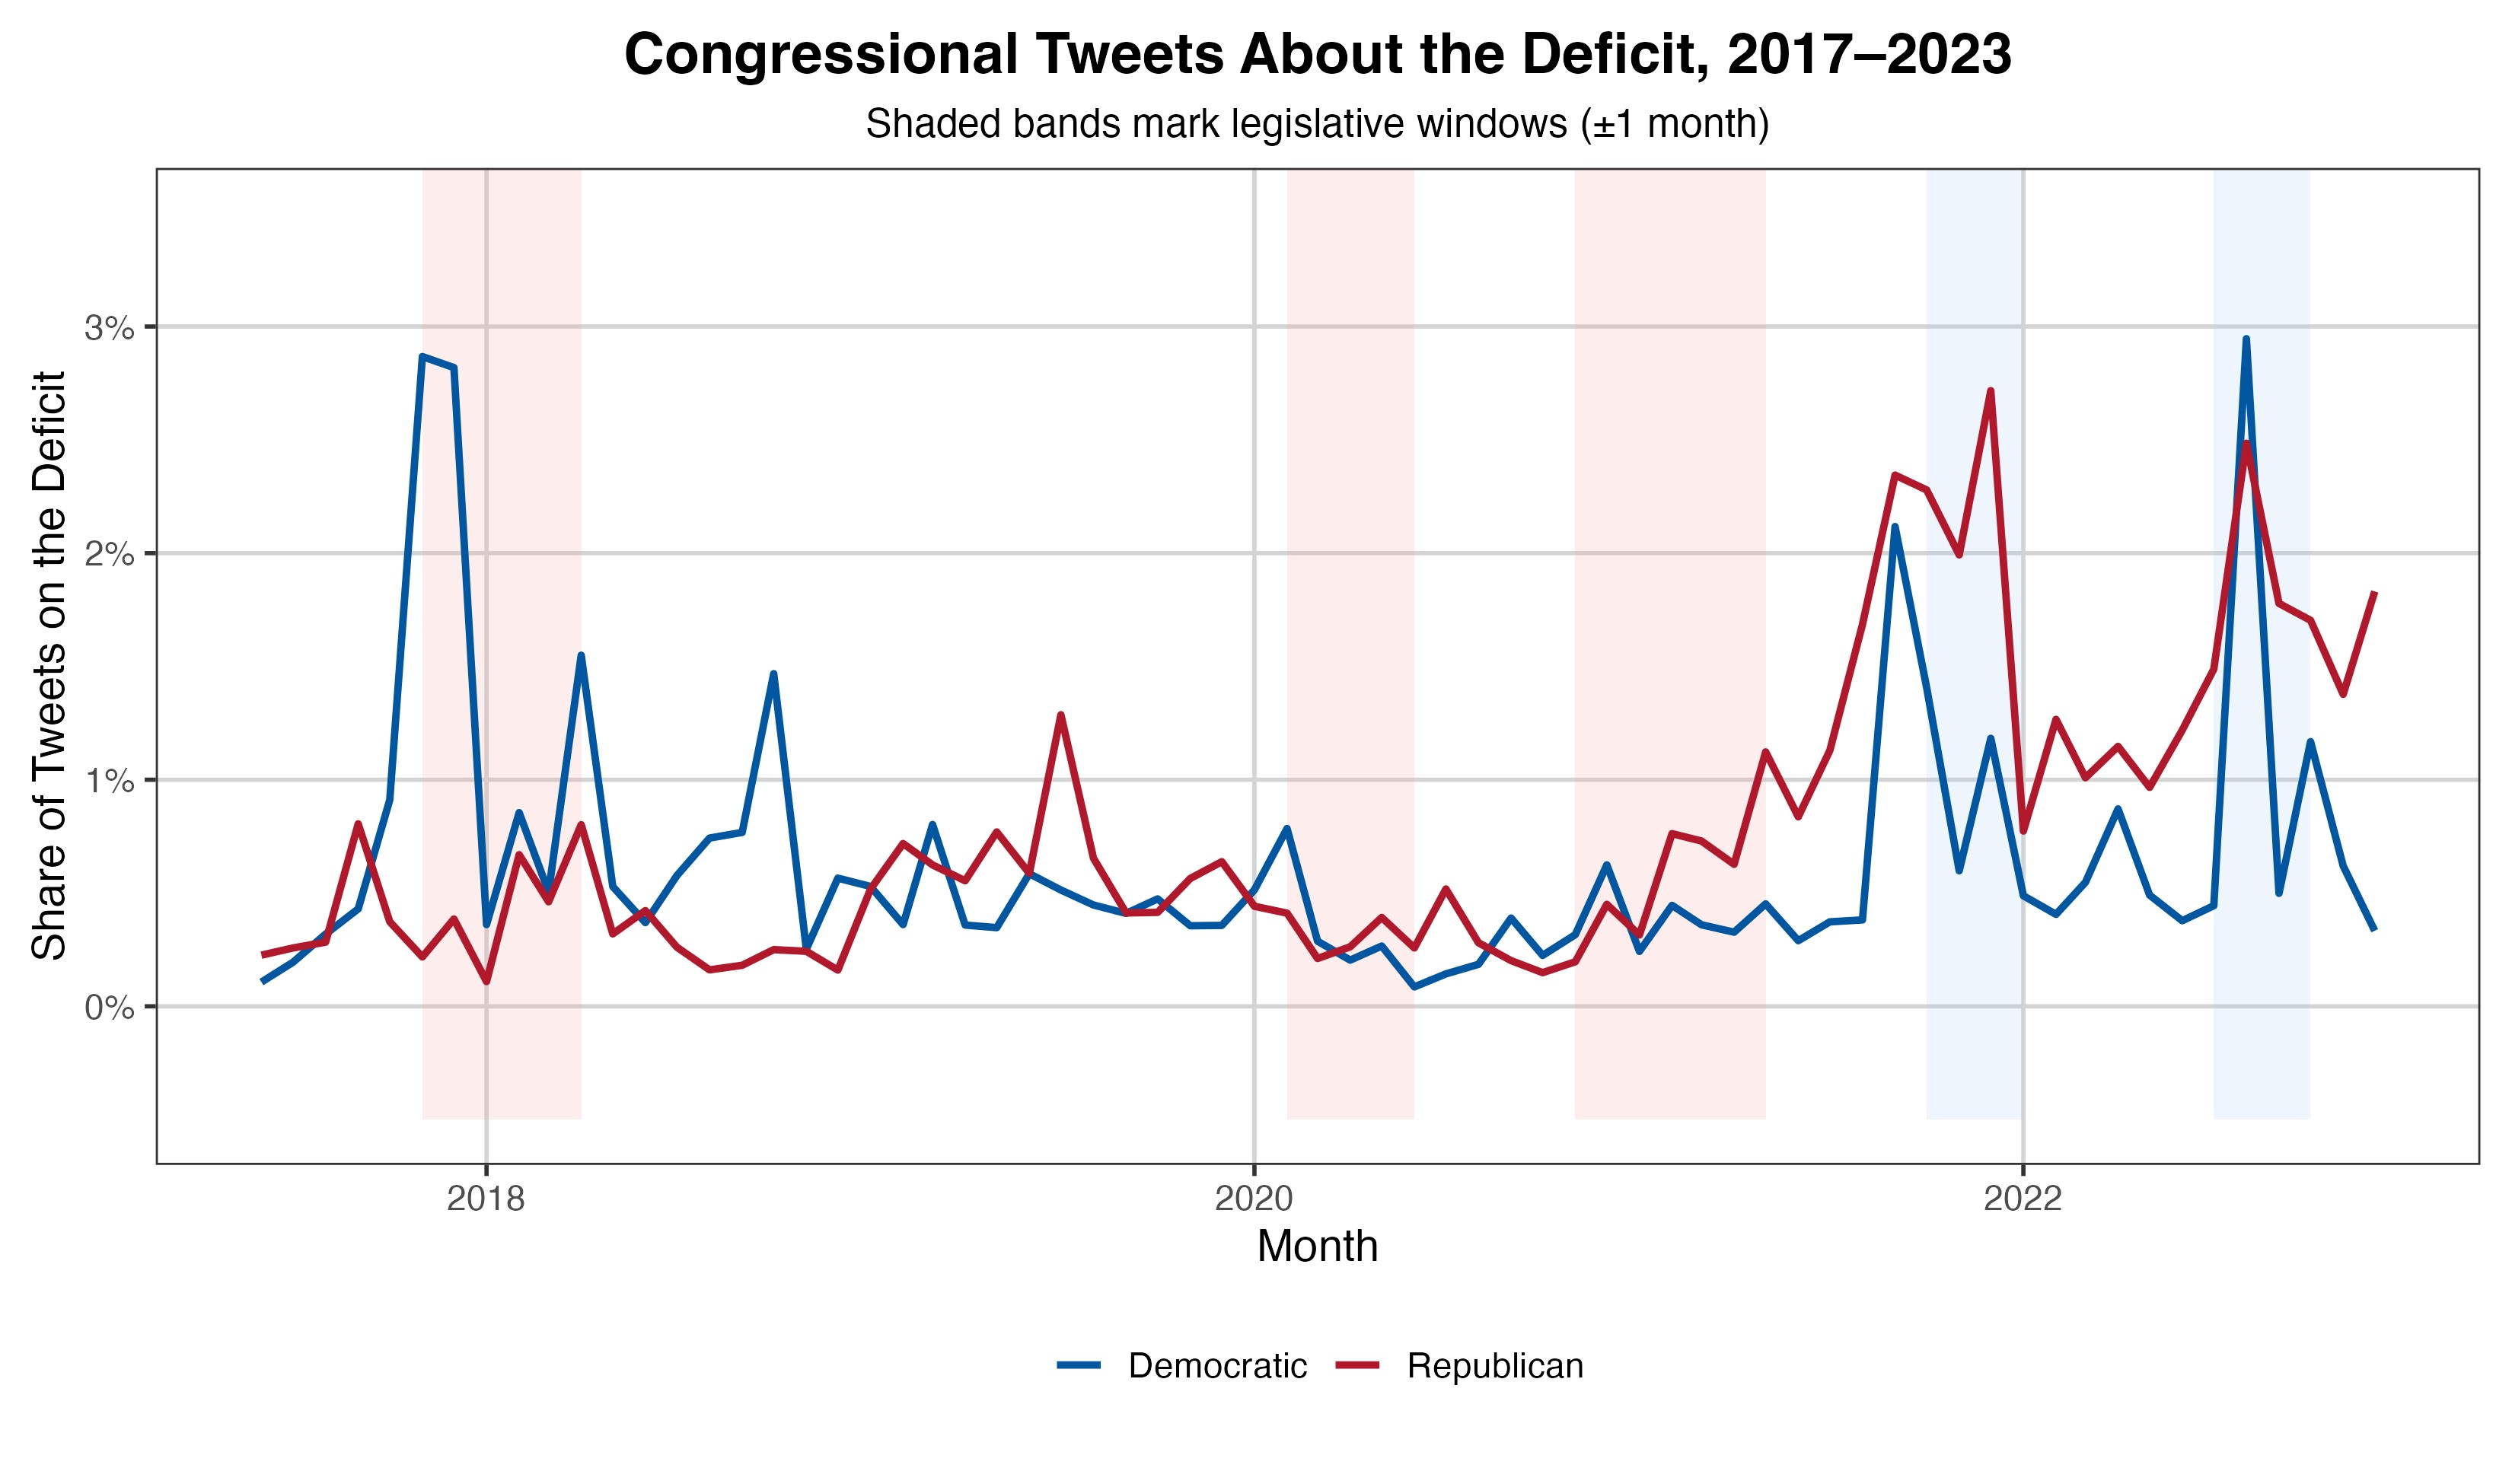 Congressional Tweets About the Deficit, 2017–2023
Shaded bands mark legislative windows (±1 month)
Share of Tweets on the Deficit
3%
2%
1%
0%
2018 2020 2022
Month
Democratic Republican